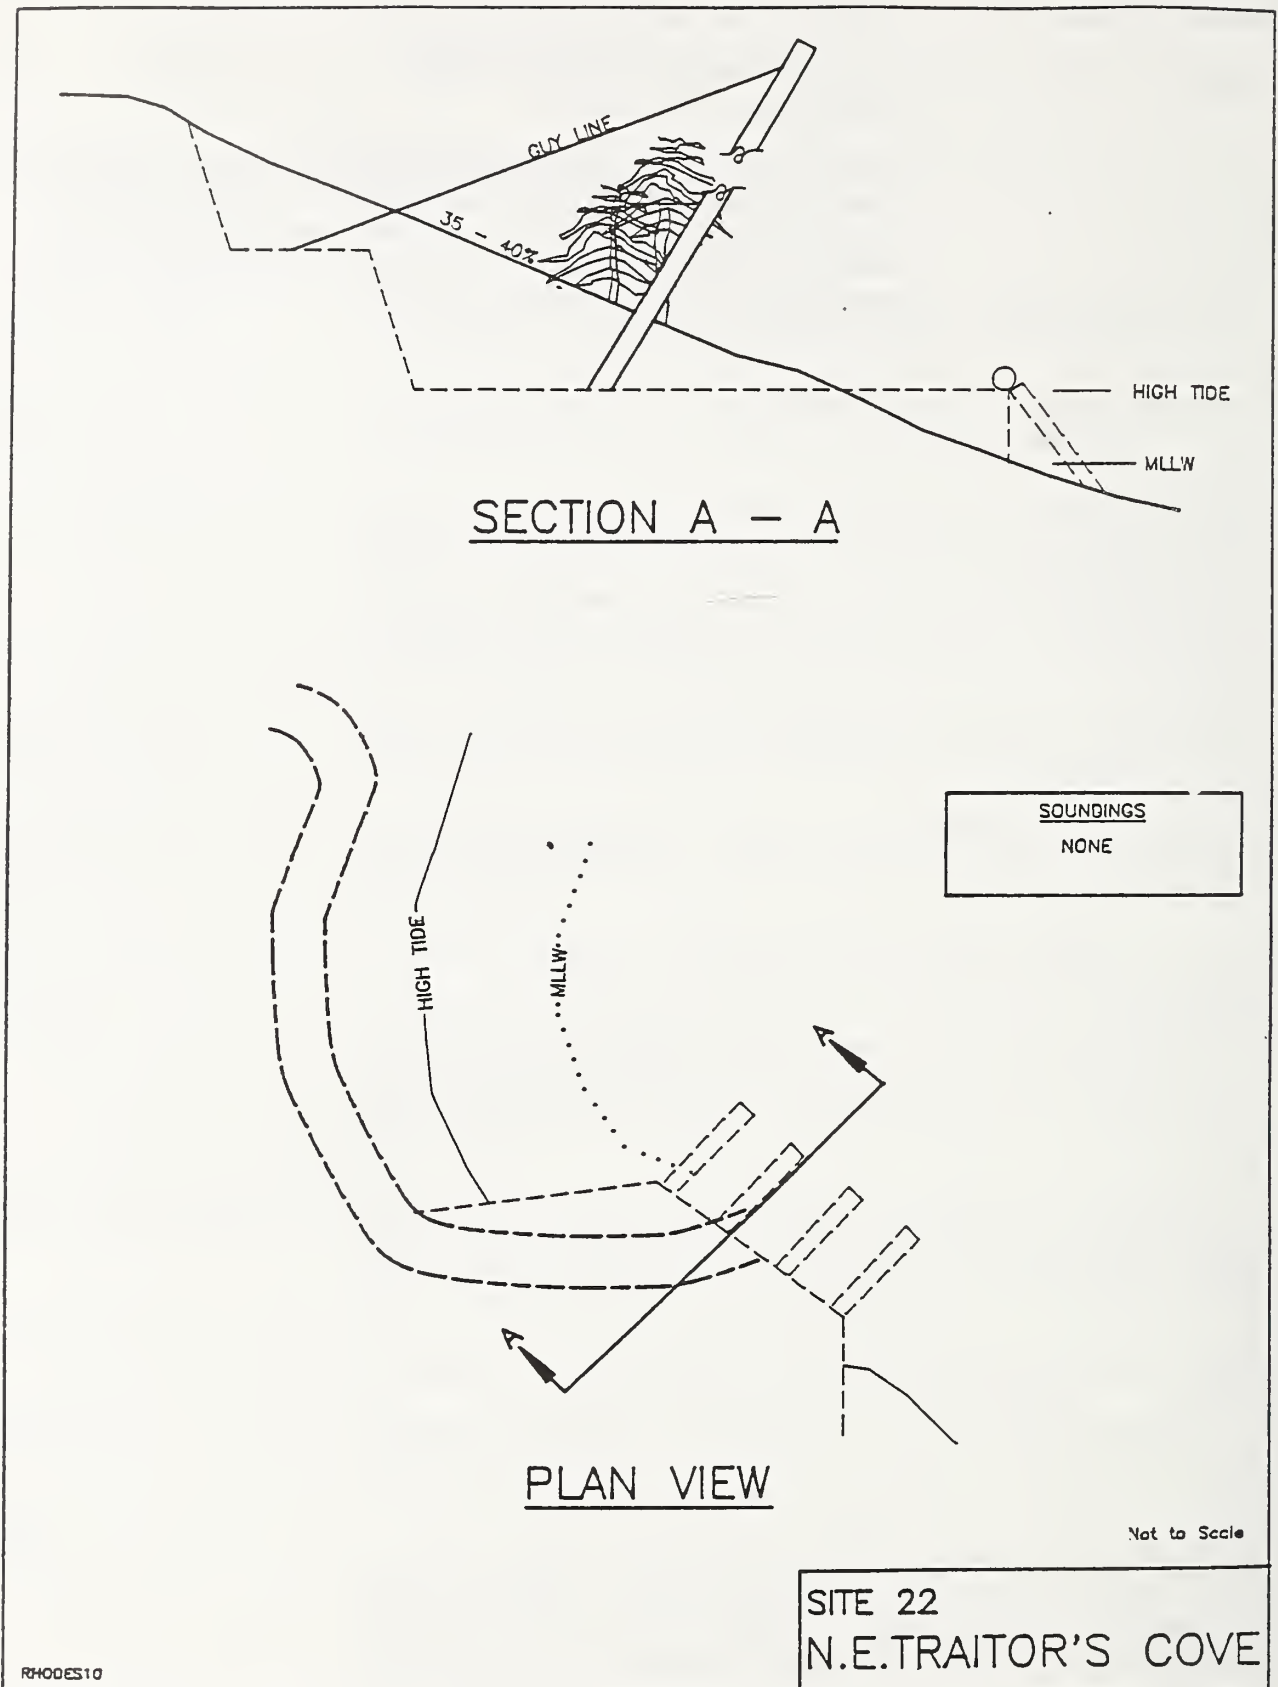 GUY LINE
35 - 40%
HIGH TIDE
MLLW
SECTION A - A
SOUNDINGS
NONE
HIGH TIDE
MLLW
A
A
PLAN VIEW
Not to Scale
SITE 22
N.E.TRAITOR'S COVE
RHODES10